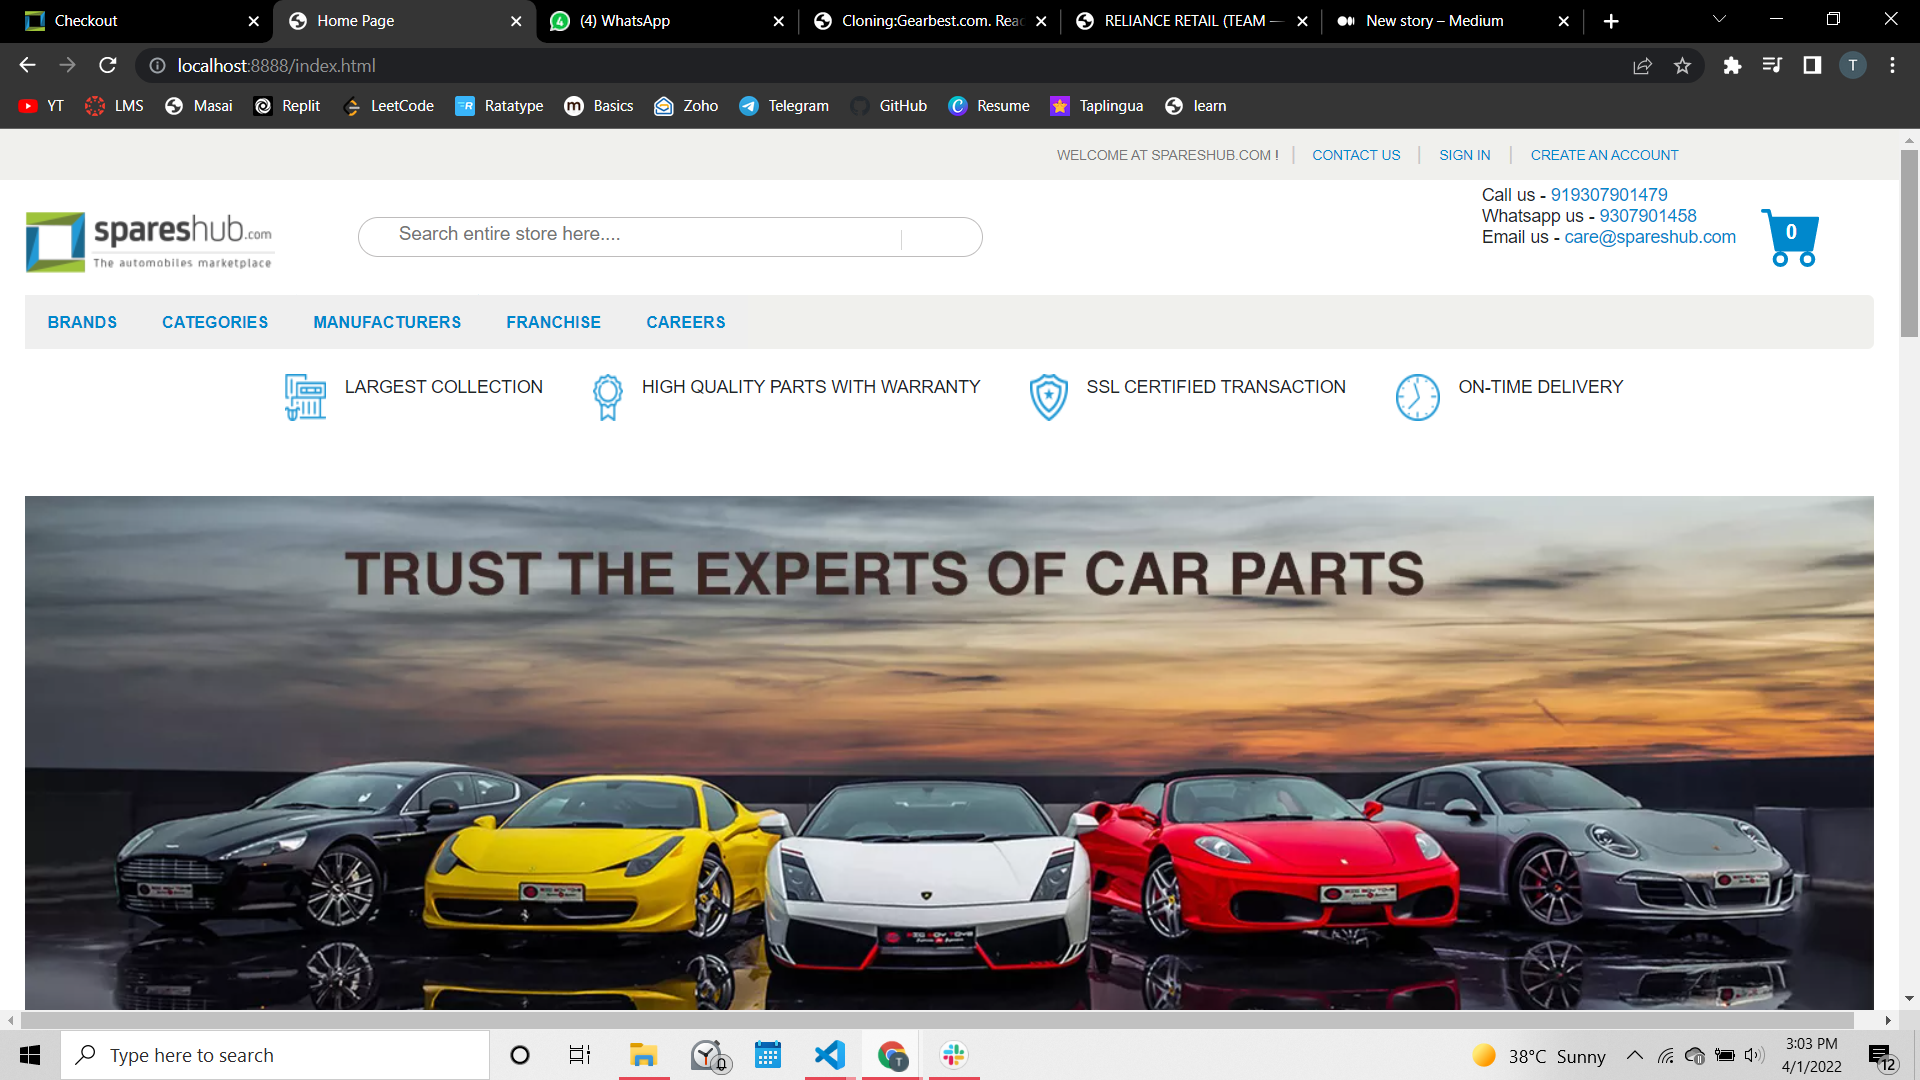 Checkout
Home Page
(4) WhatsApp
Cloning:Gearbest.com. Reac
RELIANCE RETAIL (TEAM —
New story – Medium
localhost:8888/index.html
T
YT
LMS
Masai
Replit
LeetCode
Ratatype
Basics
Zoho
Telegram
GitHub
Resume
Taplingua
learn
WELCOME AT SPARESHUB.COM !
CONTACT US
SIGN IN
CREATE AN ACCOUNT
spareshub.com
The automobiles marketplace
Search entire store here....
Call us - 919307901479
Whatsapp us - 9307901458
Email us - care@spareshub.com
0
BRANDS
CATEGORIES
MANUFACTURERS
FRANCHISE
CAREERS
LARGEST COLLECTION
HIGH QUALITY PARTS WITH WARRANTY
SSL CERTIFIED TRANSACTION
ON-TIME DELIVERY
TRUST THE EXPERTS OF CAR PARTS
BIG BOY TOYS
Type here to search
38°C Sunny
3:03 PM
4/1/2022
12